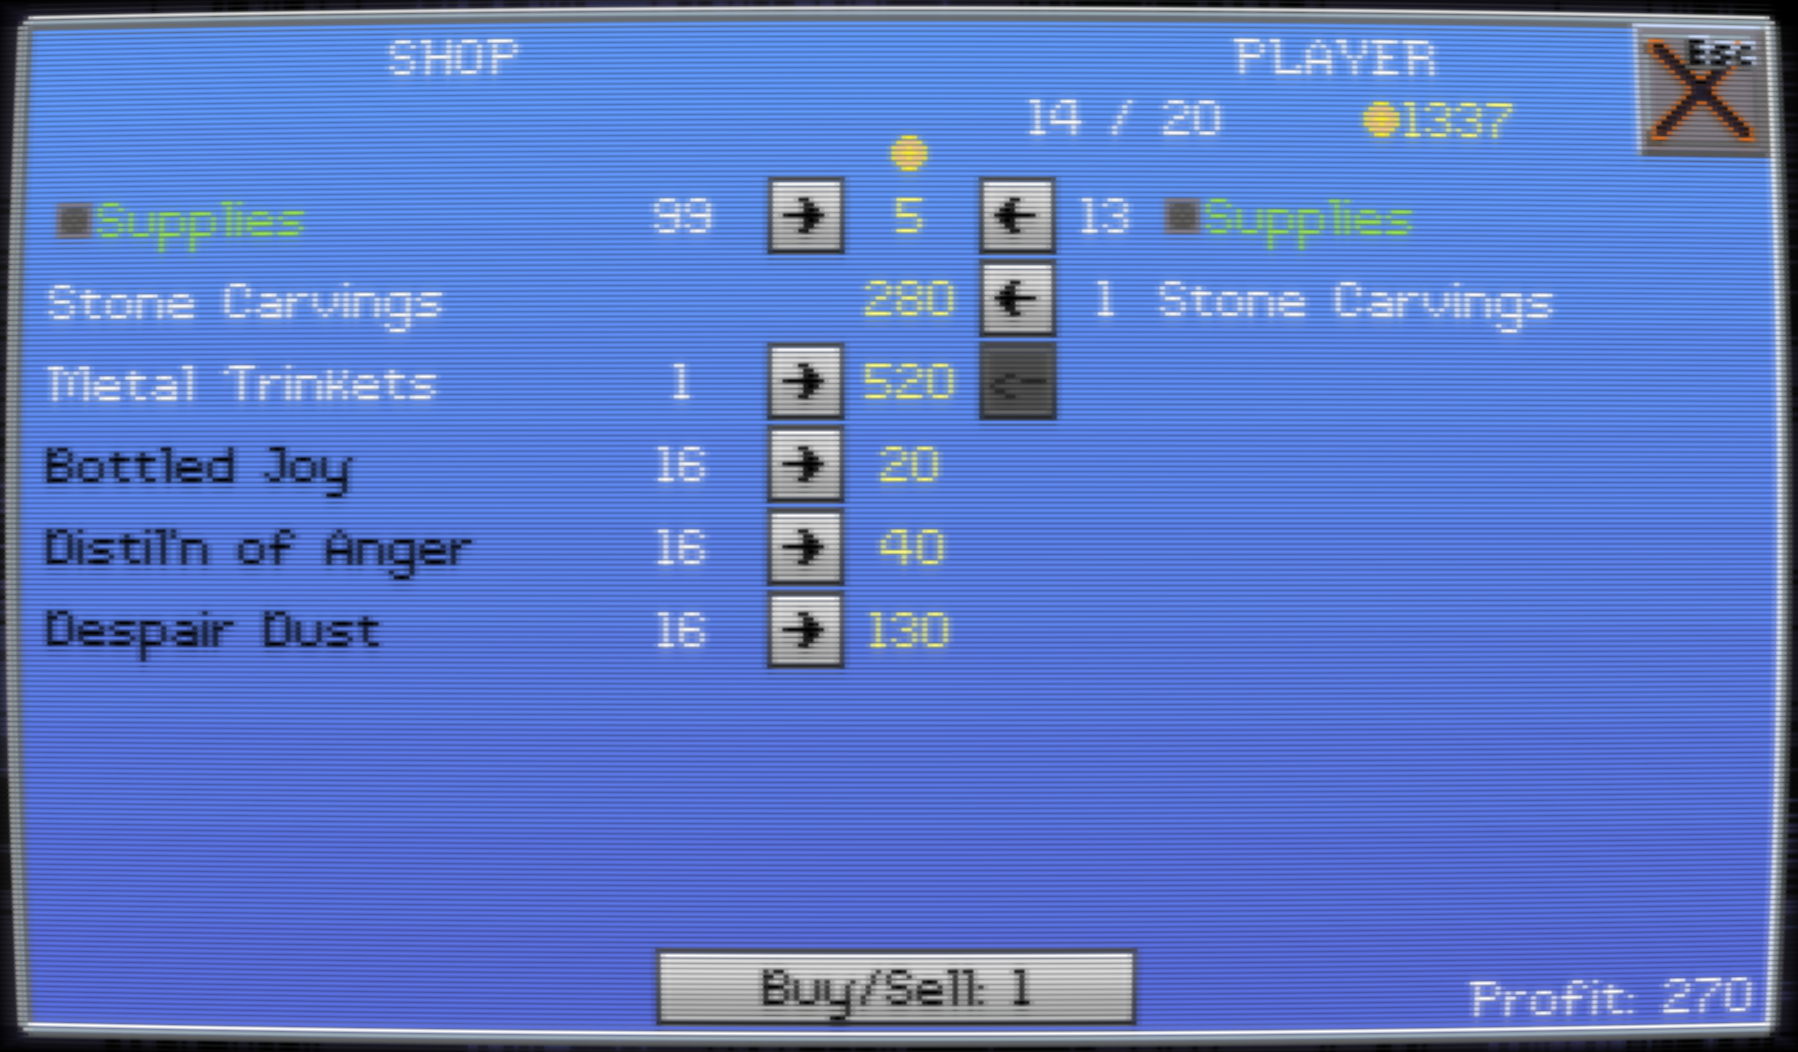 SHOP PLAYER Esc
14 / 20 1337
Supplies 99 5 13 Supplies
Stone Carvings 280 1 Stone Carvings
Metal Trinkets 1 520
Bottled Joy 16 20
Distil'n of Anger 16 40
Despair Dust 16 130
Buy/Sell: 1
Profit: 270